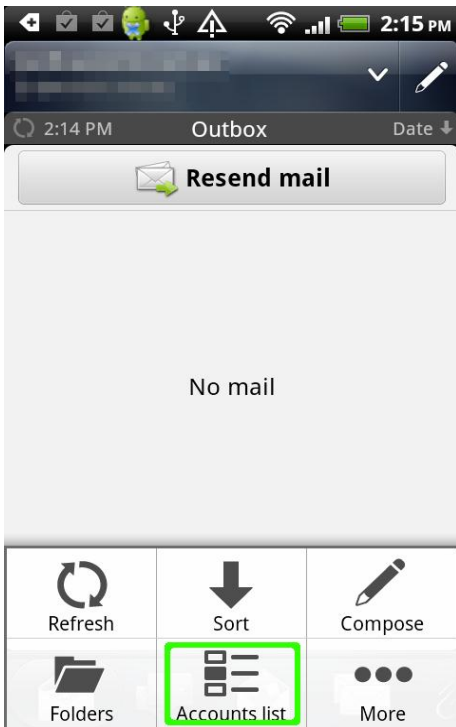 2:15 PM
2:14 PM Outbox Date
Resend mail
No mail
Refresh Sort Compose
Folders Accounts list More